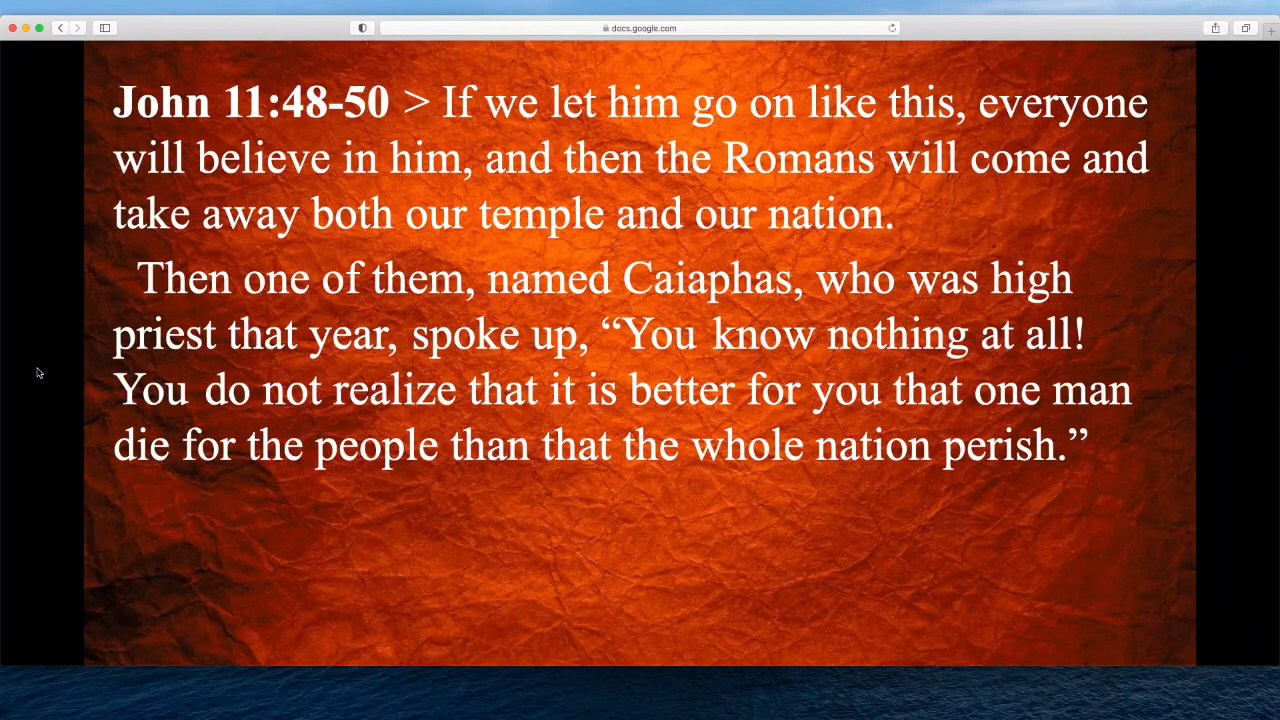 docs.google.com
John 11:48-50 > If we let him go on like this, everyone
will believe in him, and then the Romans will come and
take away both our temple and our nation.
Then one of them, named Caiaphas, who was high
priest that year, spoke up, “You know nothing at all!
You do not realize that it is better for you that one man
die for the people than that the whole nation perish.”